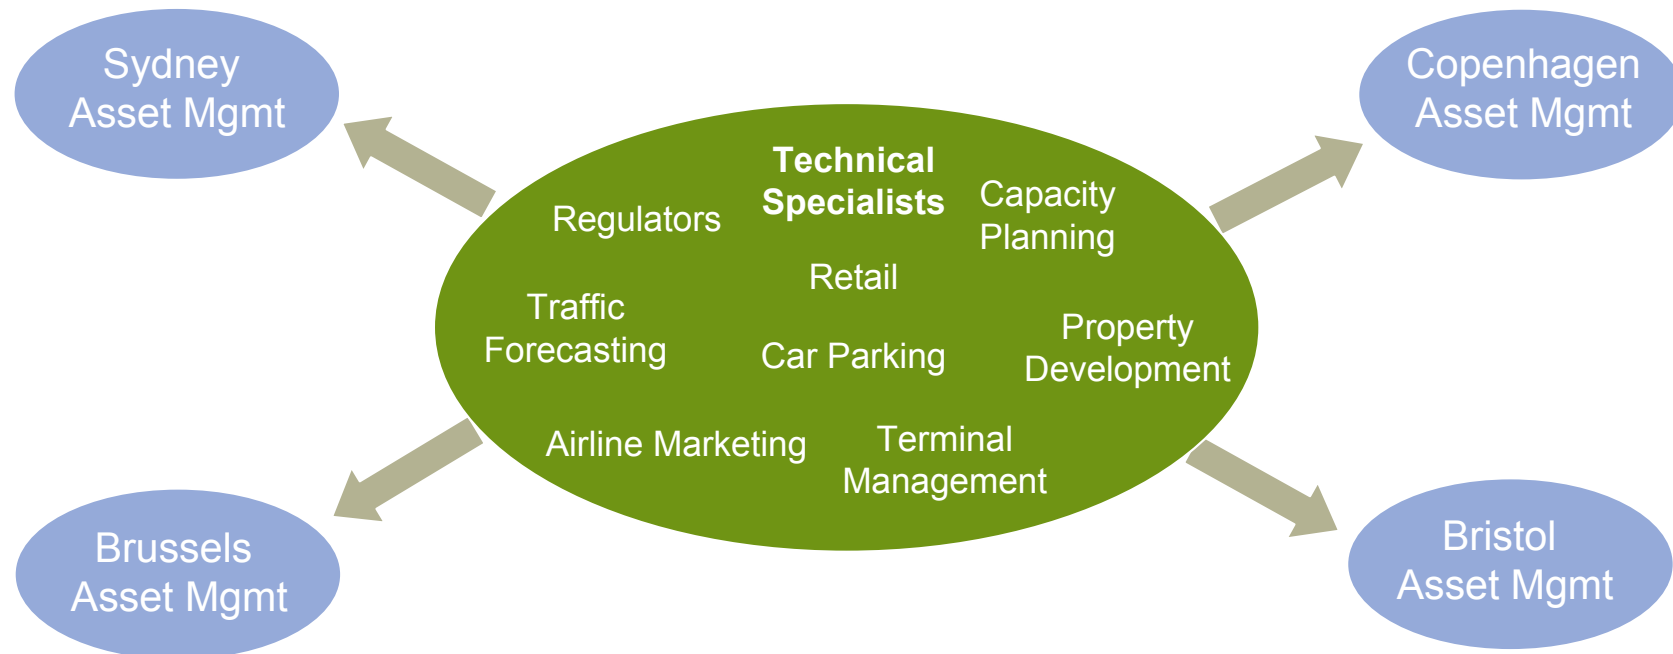 Sydney
Asset Mgmt
Copenhagen
Asset Mgmt
Technical
Specialists
Regulators
Capacity
Planning
Retail
Traffic
Forecasting
Car Parking
Property
Development
Airline Marketing
Terminal
Management
Brussels
Asset Mgmt
Bristol
Asset Mgmt